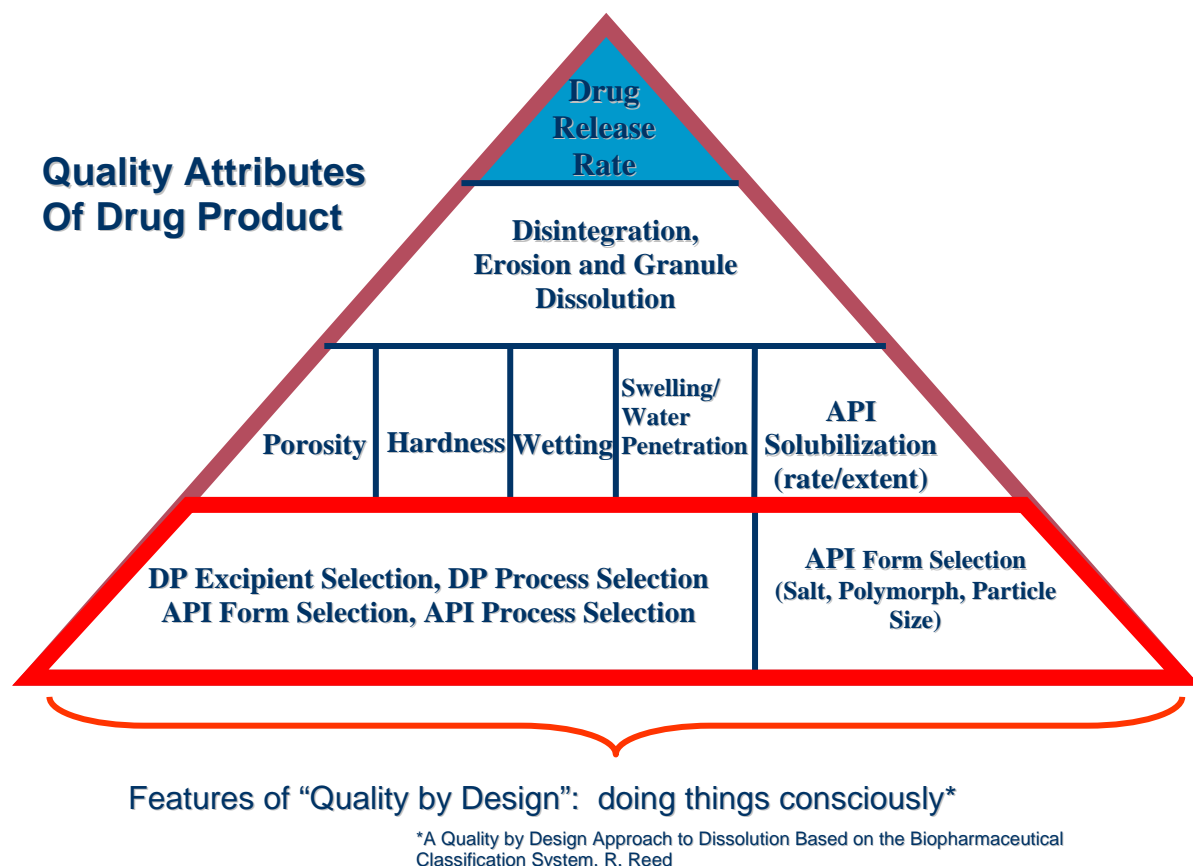 Drug
Release
Rate
Quality Attributes
Of Drug Product
Disintegration,
Erosion and Granule
Dissolution
Porosity
Hardness
Wetting
Swelling/
Water
Penetration
API
Solubilization
(rate/extent)
DP Excipient Selection, DP Process Selection
API Form Selection, API Process Selection
API Form Selection
(Salt, Polymorph, Particle
Size)
Features of “Quality by Design”: doing things consciously*
*A Quality by Design Approach to Dissolution Based on the Biopharmaceutical
Classification System, R. Reed